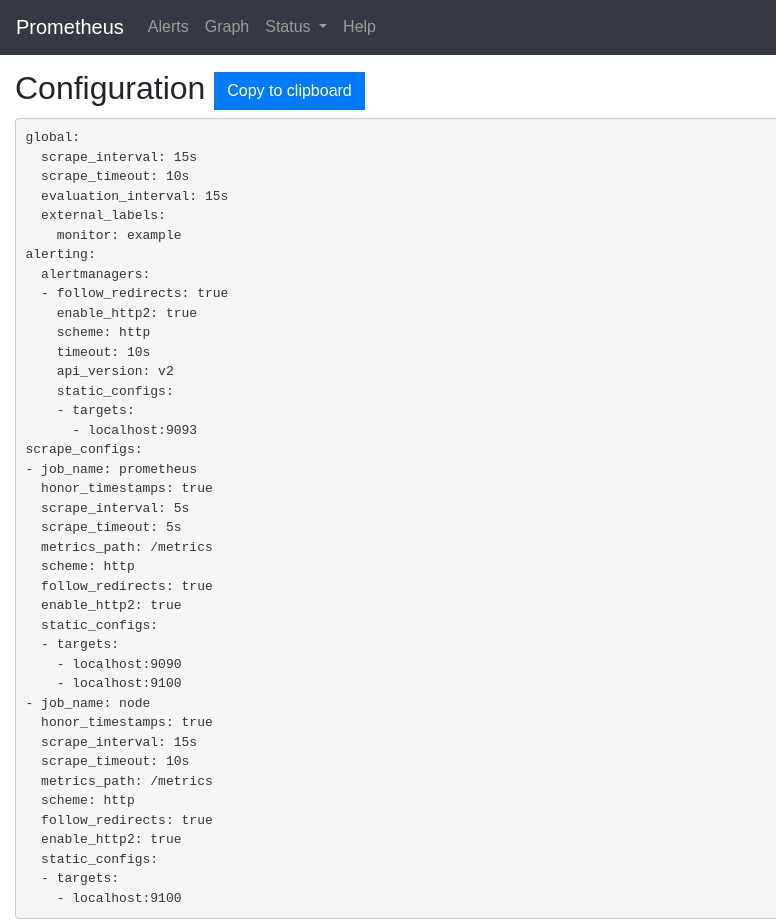 Prometheus Alerts Graph Status Help
Configuration Copy to clipboard
global:
  scrape_interval: 15s
  scrape_timeout: 10s
  evaluation_interval: 15s
  external_labels:
    monitor: example
alerting:
  alertmanagers:
  - follow_redirects: true
    enable_http2: true
    scheme: http
    timeout: 10s
    api_version: v2
    static_configs:
    - targets:
      - localhost:9093
scrape_configs:
- job_name: prometheus
  honor_timestamps: true
  scrape_interval: 5s
  scrape_timeout: 5s
  metrics_path: /metrics
  scheme: http
  follow_redirects: true
  enable_http2: true
  static_configs:
  - targets:
    - localhost:9090
    - localhost:9100
- job_name: node
  honor_timestamps: true
  scrape_interval: 15s
  scrape_timeout: 10s
  metrics_path: /metrics
  scheme: http
  follow_redirects: true
  enable_http2: true
  static_configs:
  - targets:
    - localhost:9100